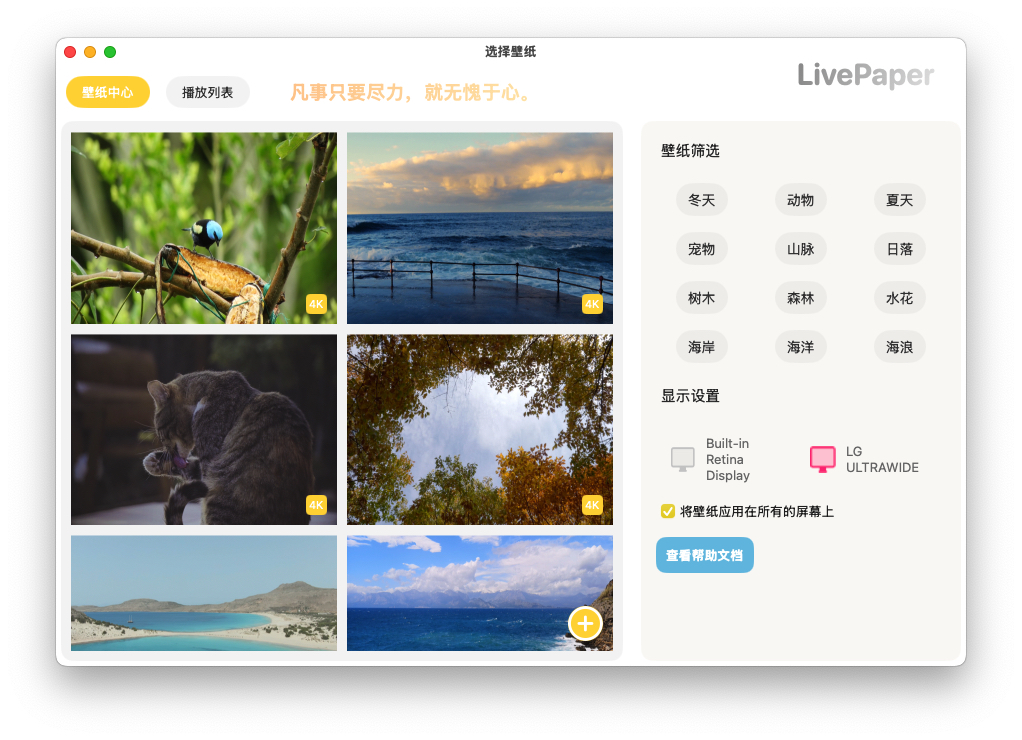 选择壁纸
壁纸中心
播放列表
凡事只要尽力，就无愧于心。
LivePaper
4K
4K
4K
4K
壁纸筛选
冬天
动物
夏天
宠物
山脉
日落
树木
森林
水花
海岸
海洋
海浪
显示设置
Built-in
Retina
Display
LG
ULTRAWIDE
将壁纸应用在所有的屏幕上
查看帮助文档